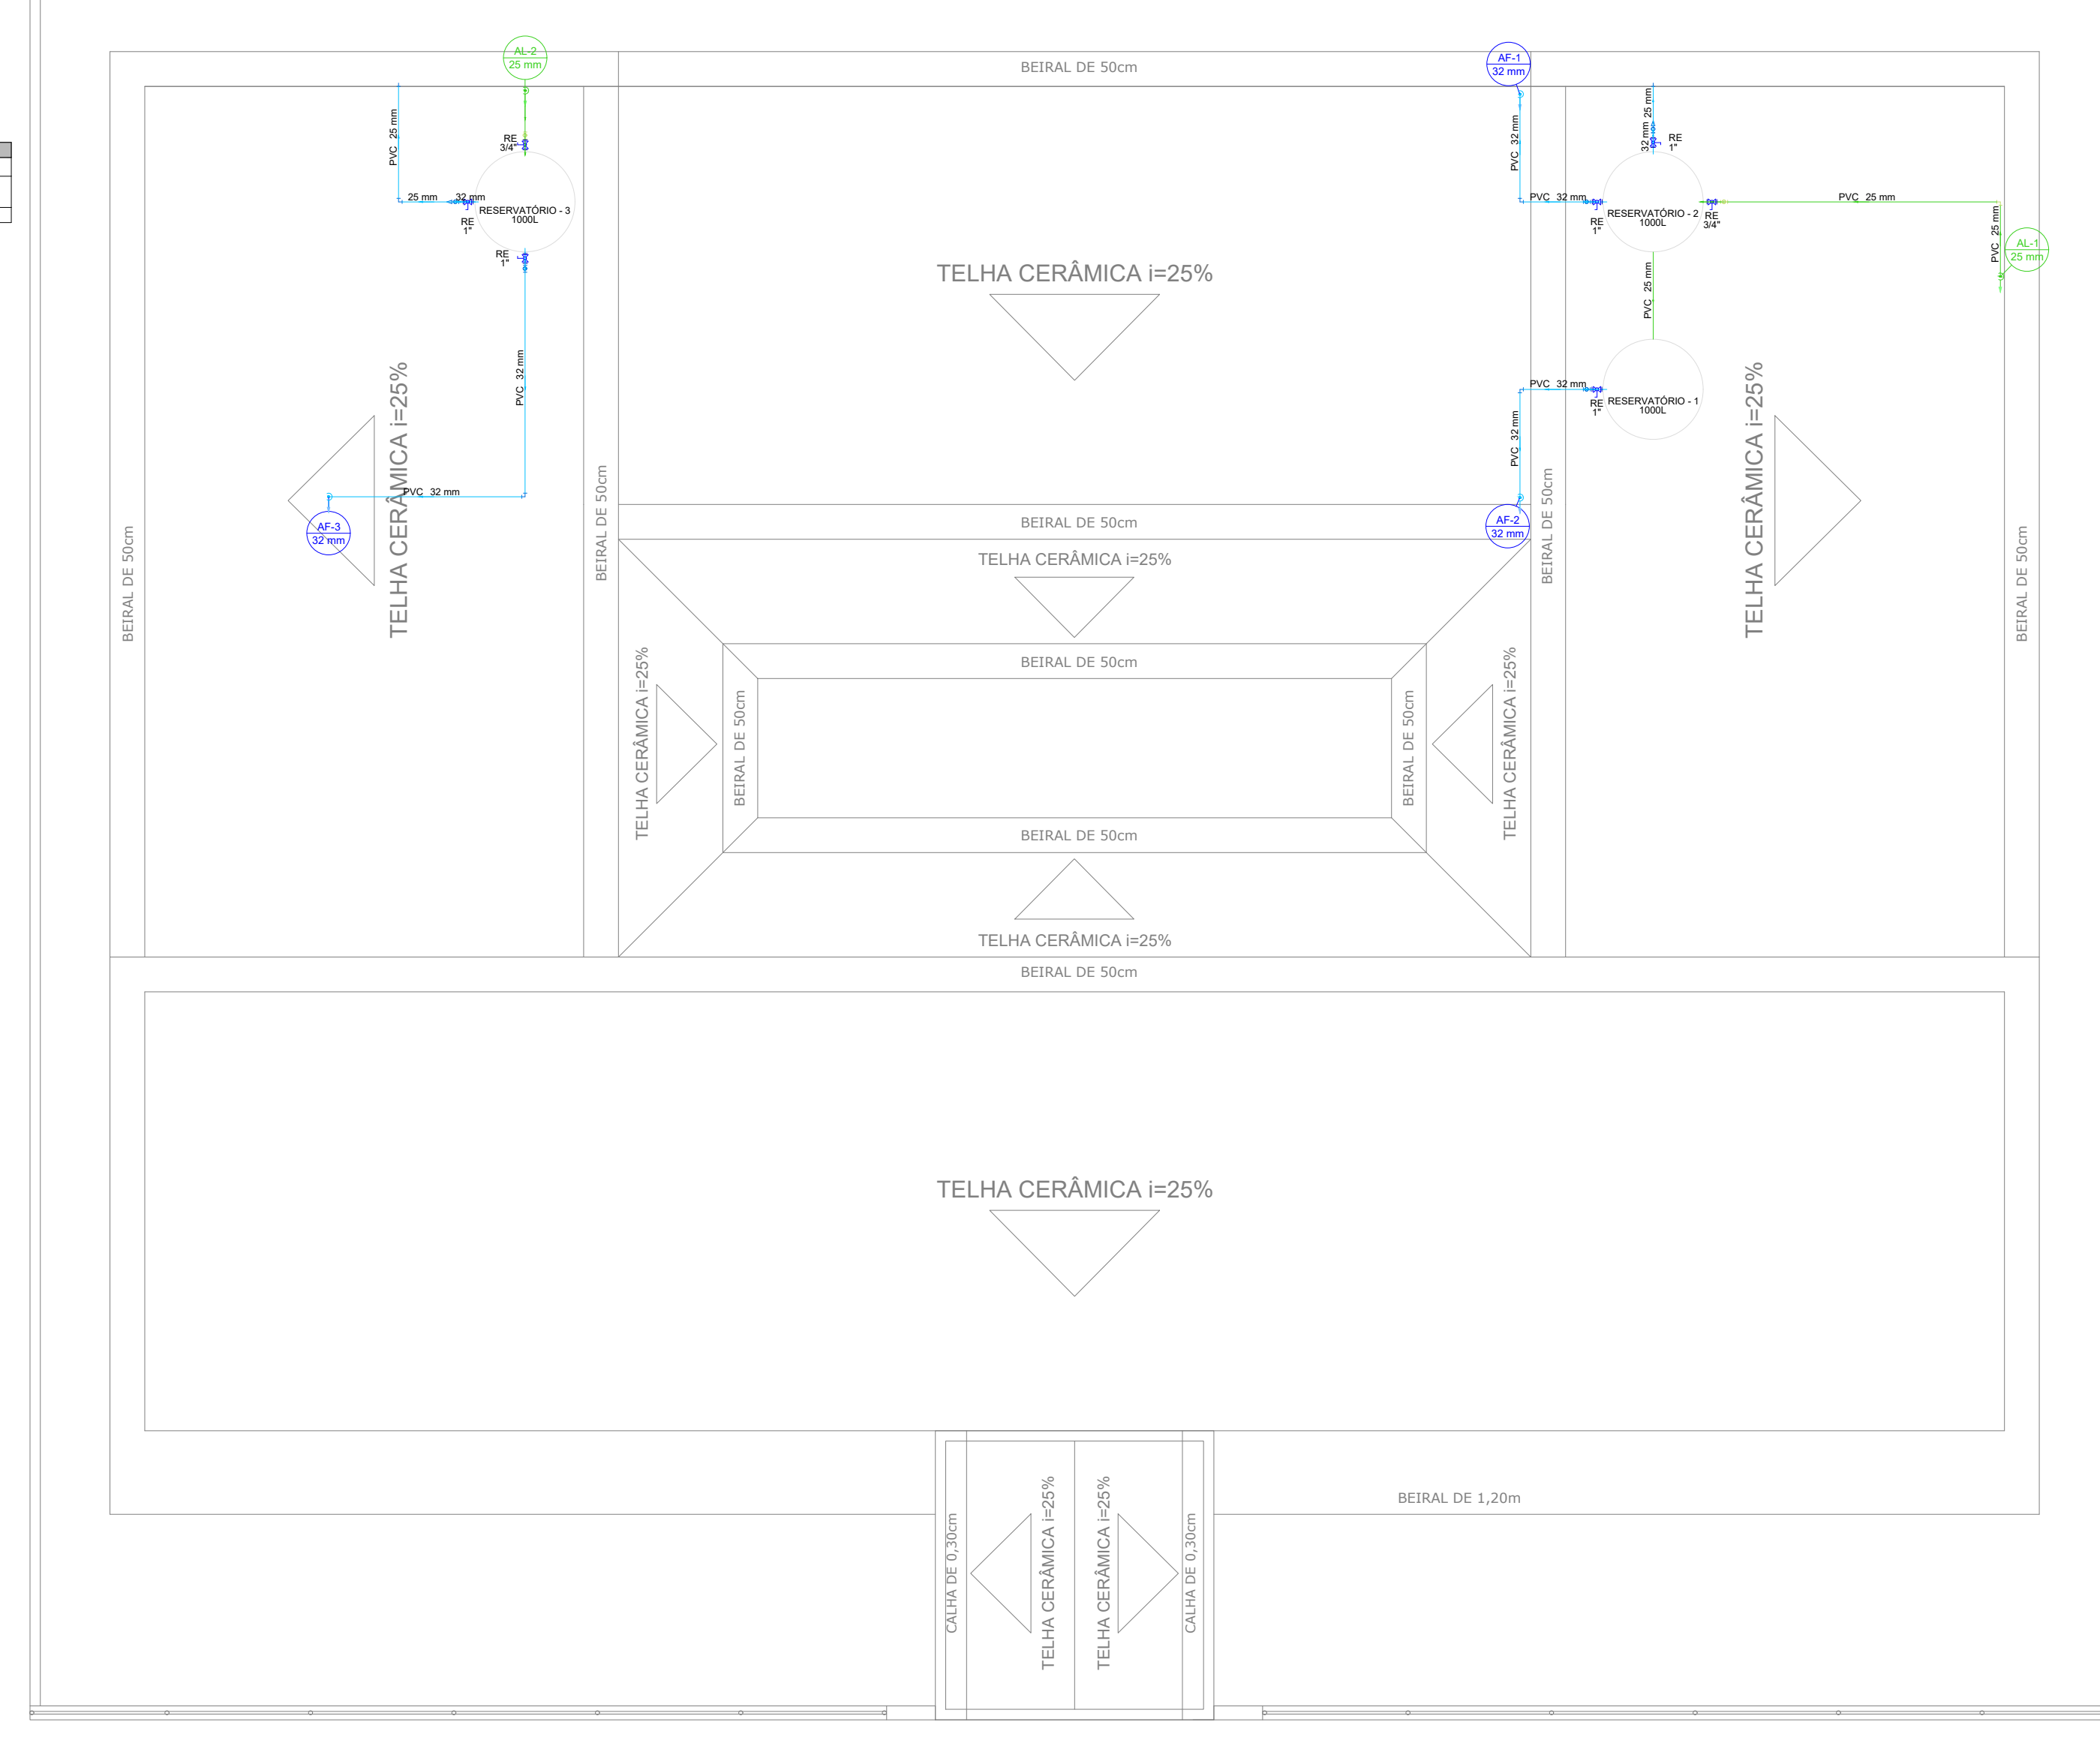 AL-2
25 mm
BEIRAL DE 50cm
AF-1
32 mm
PVC 25 mm
RE
3/4"
25 mm
32 mm
RE
1"
RESERVATÓRIO - 3
1000L
RE
1"
PVC 32 mm
PVC 32 mm
AF-3
32 mm
TELHA CERÂMICA i=25%
BEIRAL DE 50cm
BEIRAL DE 50cm
TELHA CERÂMICA i=25%
PVC 32 mm
PVC 32 mm
RE
1"
25 mm
32 mm
RE
1"
RESERVATÓRIO - 2
1000L
RE
3/4"
PVC 25 mm
PVC 25 mm
AL-1
25 mm
PVC 25 mm
PVC 32 mm
RE
1"
RESERVATÓRIO - 1
1000L
PVC 32 mm
AF-2
32 mm
BEIRAL DE 50cm
TELHA CERÂMICA i=25%
BEIRAL DE 50cm
BEIRAL DE 50cm
TELHA CERÂMICA i=25%
BEIRAL DE 50cm
TELHA CERÂMICA i=25%
BEIRAL DE 50cm
BEIRAL DE 50cm
TELHA CERÂMICA i=25%
BEIRAL DE 50cm
TELHA CERÂMICA i=25%
BEIRAL DE 50cm
TELHA CERÂMICA i=25%
BEIRAL DE 1,20m
CALHA DE 0,30cm
TELHA CERÂMICA i=25%
TELHA CERÂMICA i=25%
CALHA DE 0,30cm